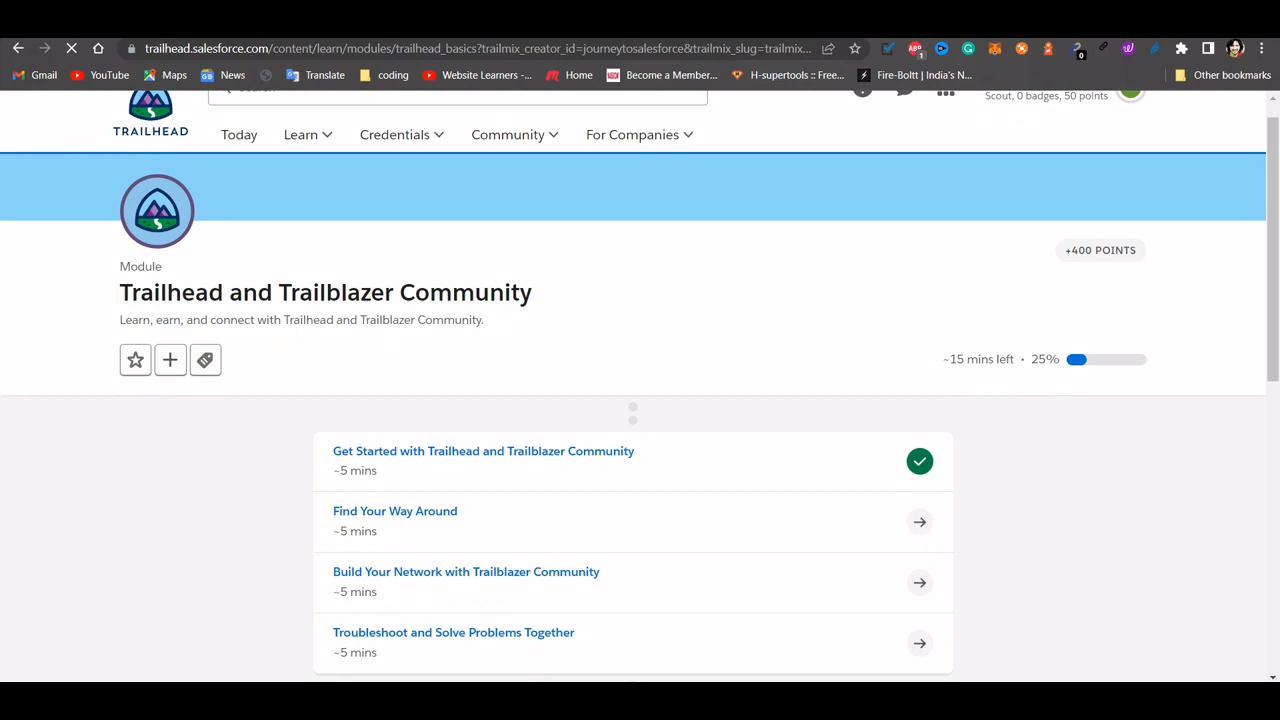 trailhead.salesforce.com/content/learn/modules/trailhead_basics?trailmix_creator_id=journeytosalesforce&trailmix_slug=trailmix...
ABP 1 0
Gmail YouTube Maps News Translate coding Website Learners -... Home Become a Member... H-supertools :: Free... Fire-Boltt | India's N... Other bookmarks
Scout, 0 badges, 50 points
TRAILHEAD
Today Learn Credentials Community For Companies
+400 POINTS
Module
Trailhead and Trailblazer Community
Learn, earn, and connect with Trailhead and Trailblazer Community.
~15 mins left • 25%
Get Started with Trailhead and Trailblazer Community
~5 mins
Find Your Way Around
~5 mins
Build Your Network with Trailblazer Community
~5 mins
Troubleshoot and Solve Problems Together
~5 mins